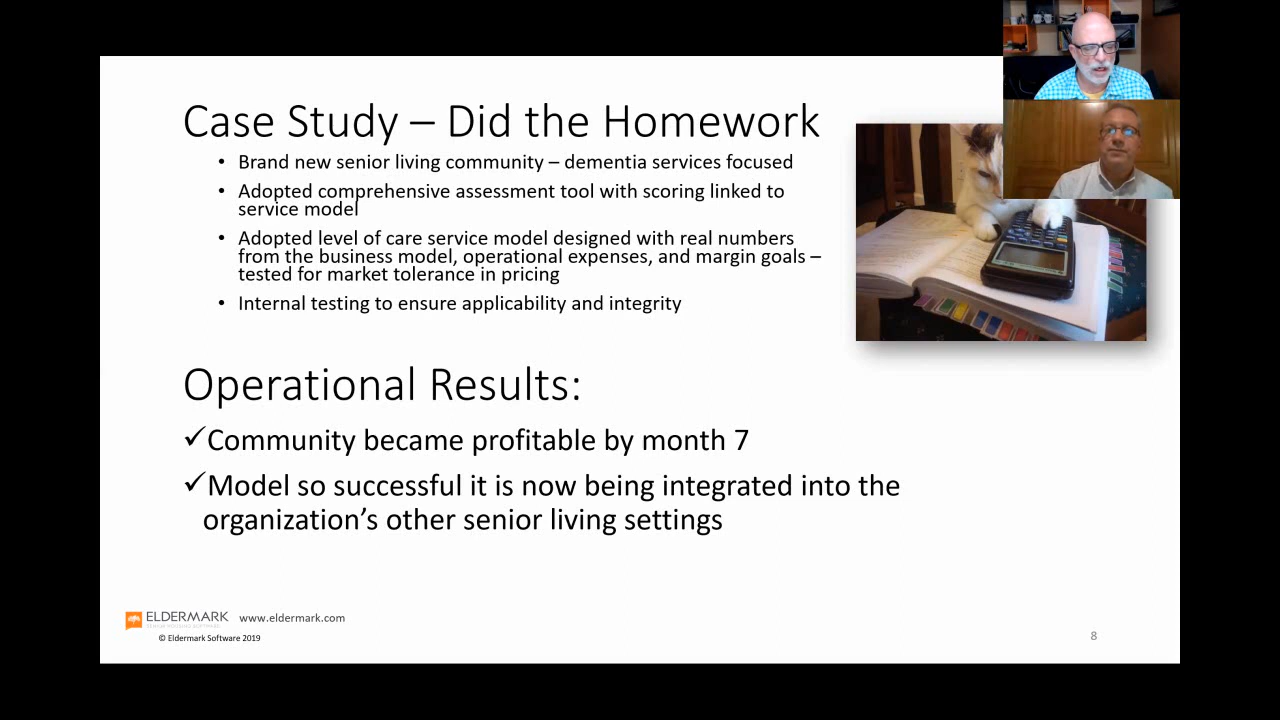 Case Study – Did the Homework
• Brand new senior living community – dementia services focused
• Adopted comprehensive assessment tool with scoring linked to
service model
• Adopted level of care service model designed with real numbers
from the business model, operational expenses, and margin goals –
tested for market tolerance in pricing
• Internal testing to ensure applicability and integrity
Operational Results:
✓Community became profitable by month 7
✓Model so successful it is now being integrated into the
organization’s other senior living settings
ELDERMARK www.eldermark.com
© Eldermark Software 2019
8